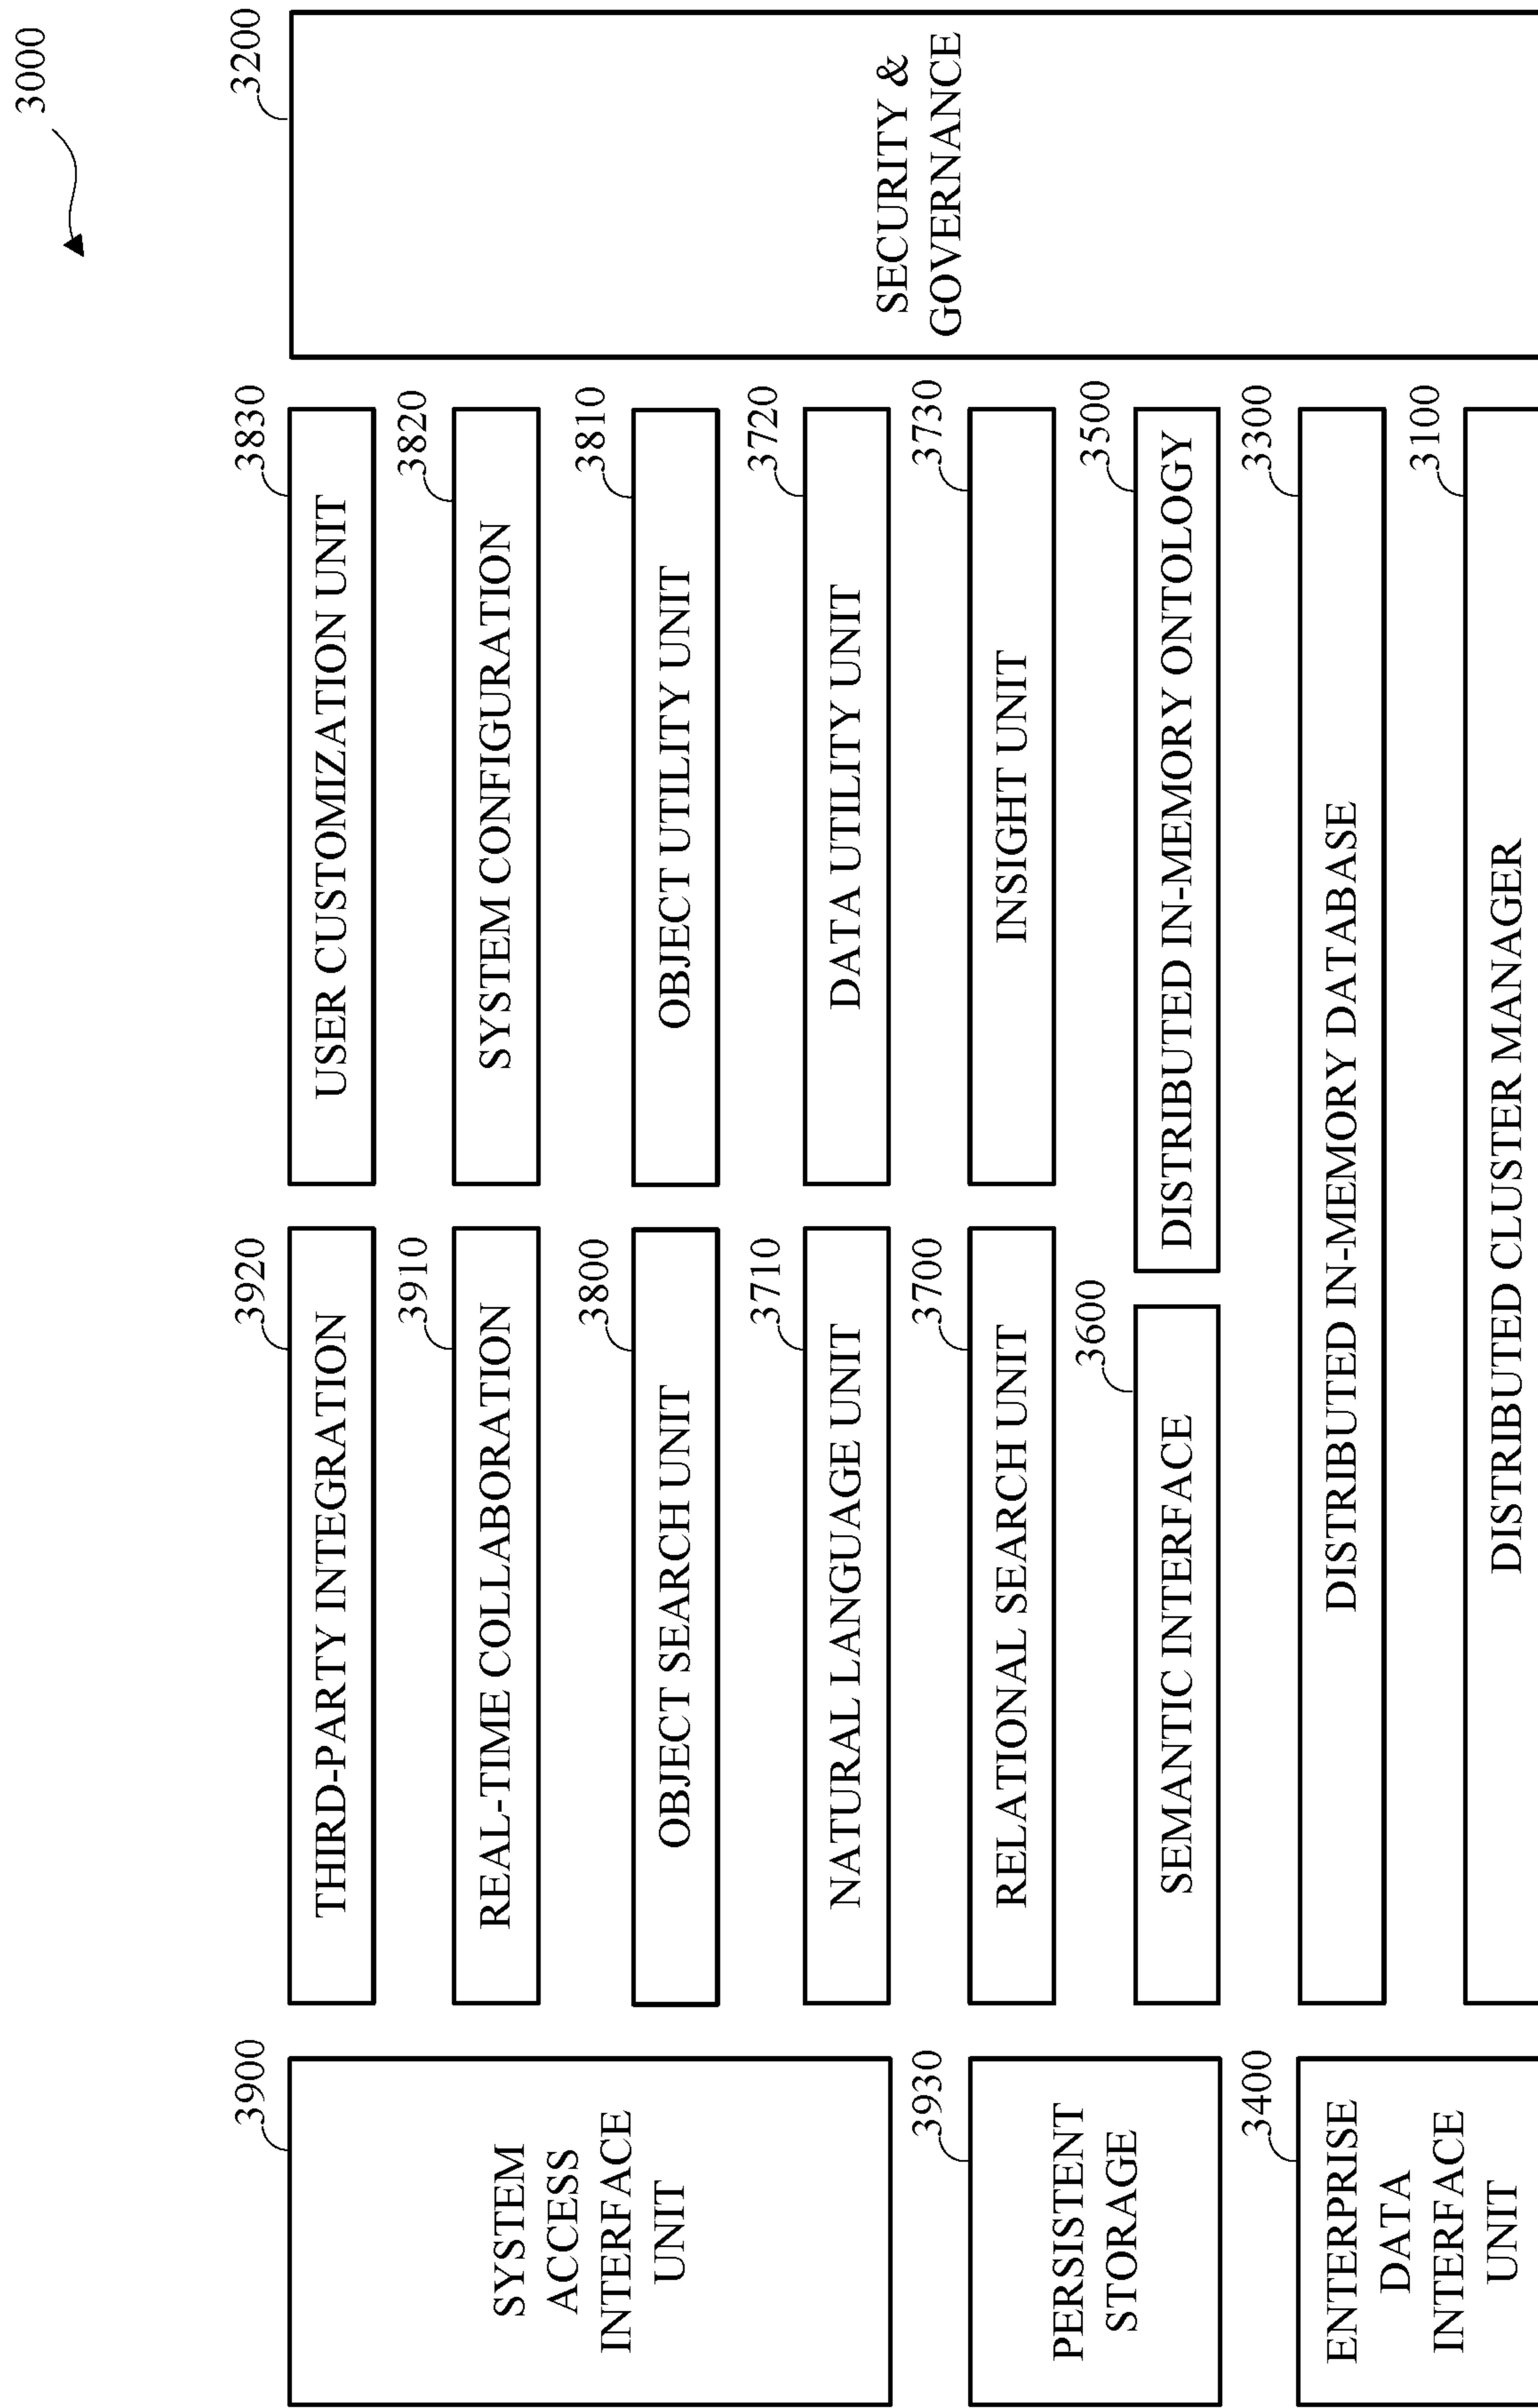 3000
3900
SYSTEM
ACCESS
INTERFACE
UNIT
3920
THIRD-PARTY INTEGRATION
3830
USER CUSTOMIZATION UNIT
3200
SECURITY &
GOVERNANCE
3910
REAL-TIME COLLABORATION
3820
SYSTEM CONFIGURATION
3800
OBJECT SEARCH UNIT
3810
OBJECT UTILITY UNIT
3710
NATURAL LANGUAGE UNIT
3720
DATA UTILITY UNIT
3930
PERSISTENT
STORAGE
3700
RELATIONAL SEARCH UNIT
3730
INSIGHT UNIT
3600
SEMANTIC INTERFACE
3500
DISTRIBUTED IN-MEMORY ONTOLOGY
3400
ENTERPRISE
DATA
INTERFACE
UNIT
3300
DISTRIBUTED IN-MEMORY DATABASE
3100
DISTRIBUTED CLUSTER MANAGER